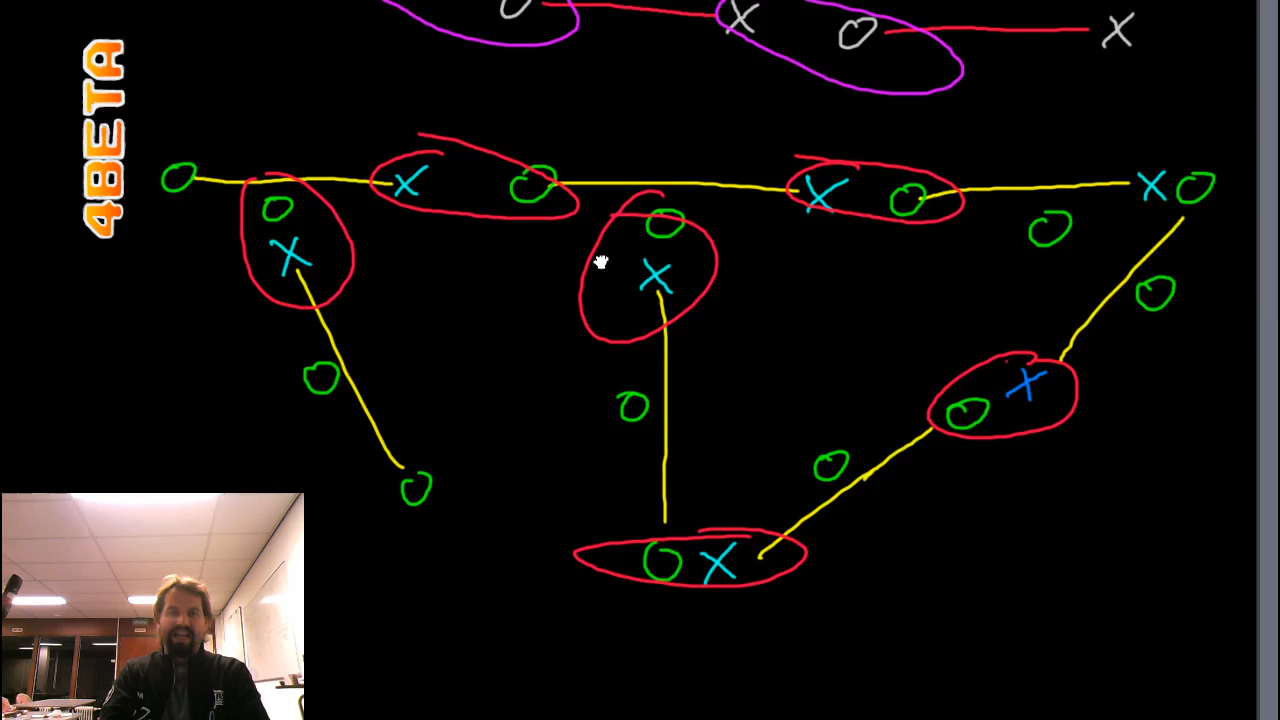 O X O X
O X O X O X O
O O O
X X O
X
O O O
O
O
O X
4BETA